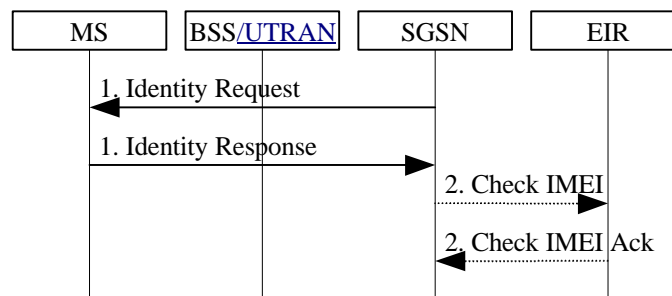 MS BSS/UTRAN SGSN EIR
1. Identity Request
1. Identity Response
2. Check IMEI
2. Check IMEI Ack